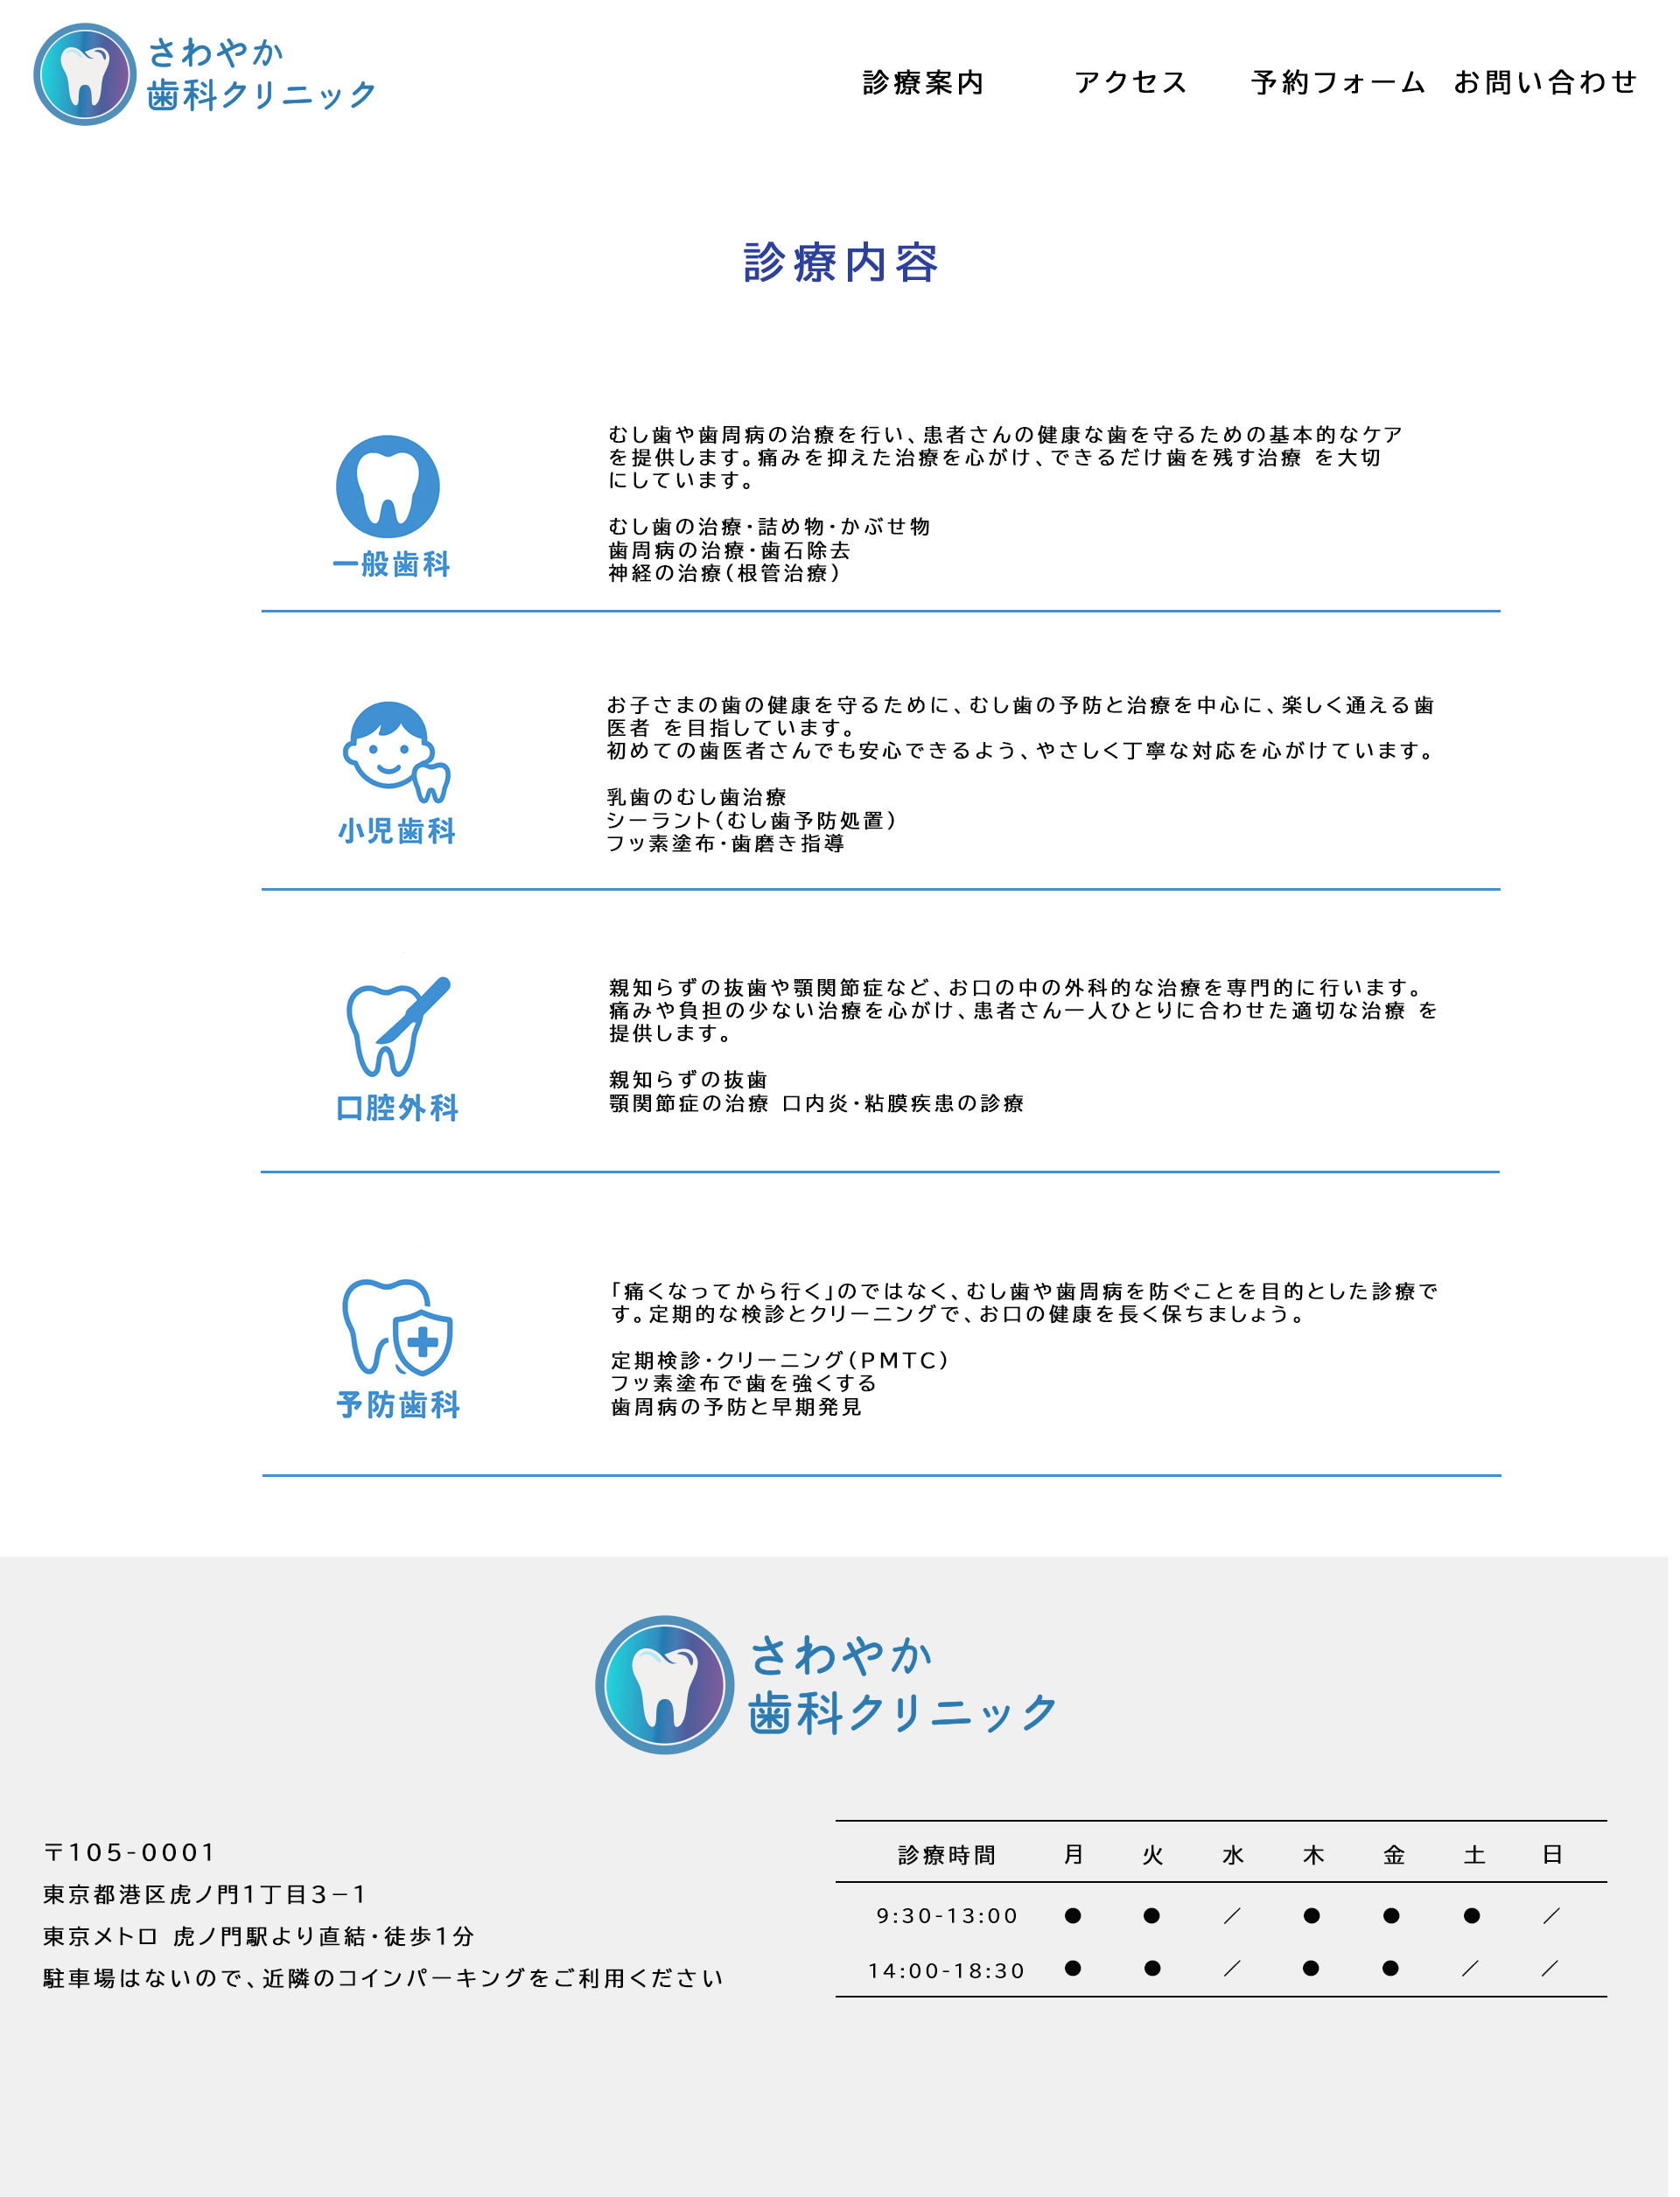 さわやか
歯科クリニック
診療案内 アクセス 予約フォーム お問い合わせ
診療内容
むし歯や歯周病の治療を行い、患者さんの健康な歯を守るための基本的なケア
を提供します。痛みを抑えた治療を心がけ、できるだけ歯を残す治療 を大切
にしています。
むし歯の治療・詰め物・かぶせ物
歯周病の治療・歯石除去
神経の治療(根管治療)
一般歯科
お子さまの歯の健康を守るために、むし歯の予防と治療を中心に、楽しく通える歯
医者 を目指しています。
初めての歯医者さんでも安心できるよう、やさしく丁寧な対応を心がけています。
乳歯のむし歯治療
シーラント(むし歯予防処置)
フッ素塗布・歯磨き指導
小児歯科
親知らずの抜歯や顎関節症など、お口の中の外科的な治療を専門的に行います。
痛みや負担の少ない治療を心がけ、患者さん一人ひとりに合わせた適切な治療 を
提供します。
親知らずの抜歯
顎関節症の治療 口内炎・粘膜疾患の診療
口腔外科
「痛くなってから行く」のではなく、むし歯や歯周病を防ぐことを目的とした診療で
す。定期的な検診とクリーニングで、お口の健康を長く保ちましょう。
定期検診・クリーニング(PMTC)
フッ素塗布で歯を強くする
歯周病の予防と早期発見
予防歯科
さわやか
歯科クリニック
〒105-0001
東京都港区虎ノ門1丁目3−1
東京メトロ 虎ノ門駅より直結・徒歩1分
駐車場はないので、近隣のコインパーキングをご利用ください
診療時間 月 火 水 木 金 土 日
9:30-13:00 ● ● ／ ● ● ● ／
14:00-18:30 ● ● ／ ● ● ／ ／